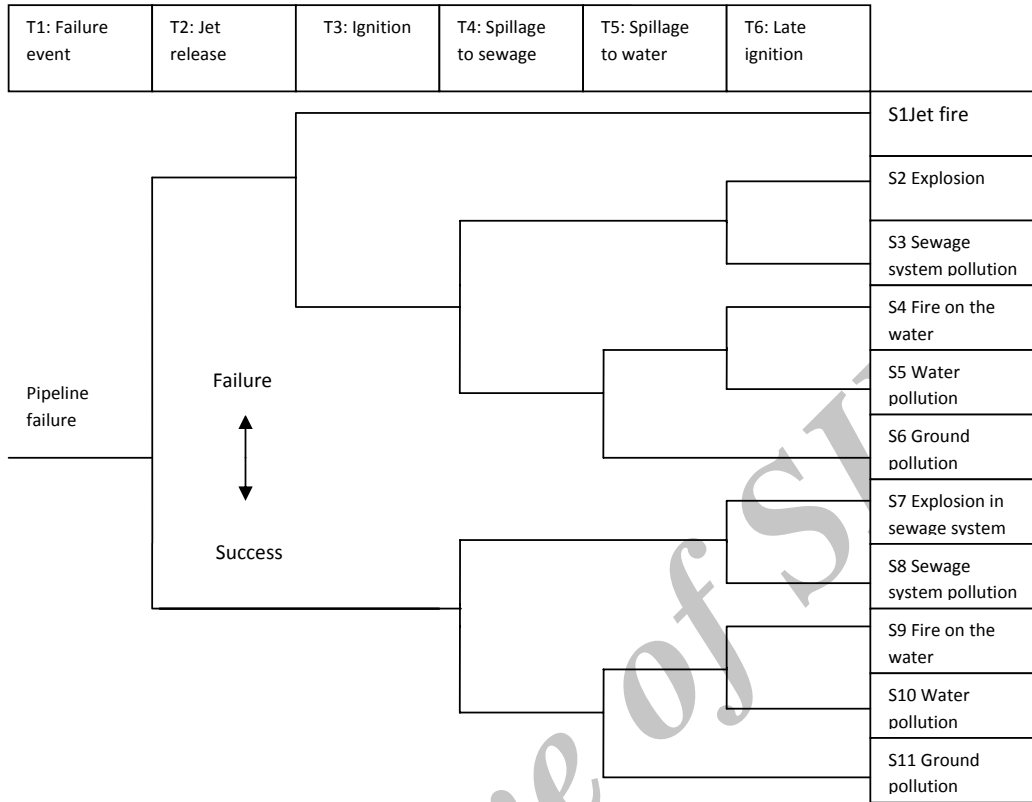 T1: Failure
event
T2: Jet
release
T3: Ignition
T4: Spillage
to sewage
T5: Spillage
to water
T6: Late
ignition
S1Jet fire
S2 Explosion
S3 Sewage
system pollution
S4 Fire on the
water
Failure
Pipeline
failure
S5 Water
pollution
S6 Ground
pollution
S7 Explosion in
sewage system
Success
S8 Sewage
system pollution
S9 Fire on the
water
S10 Water
pollution
S11 Ground
pollution